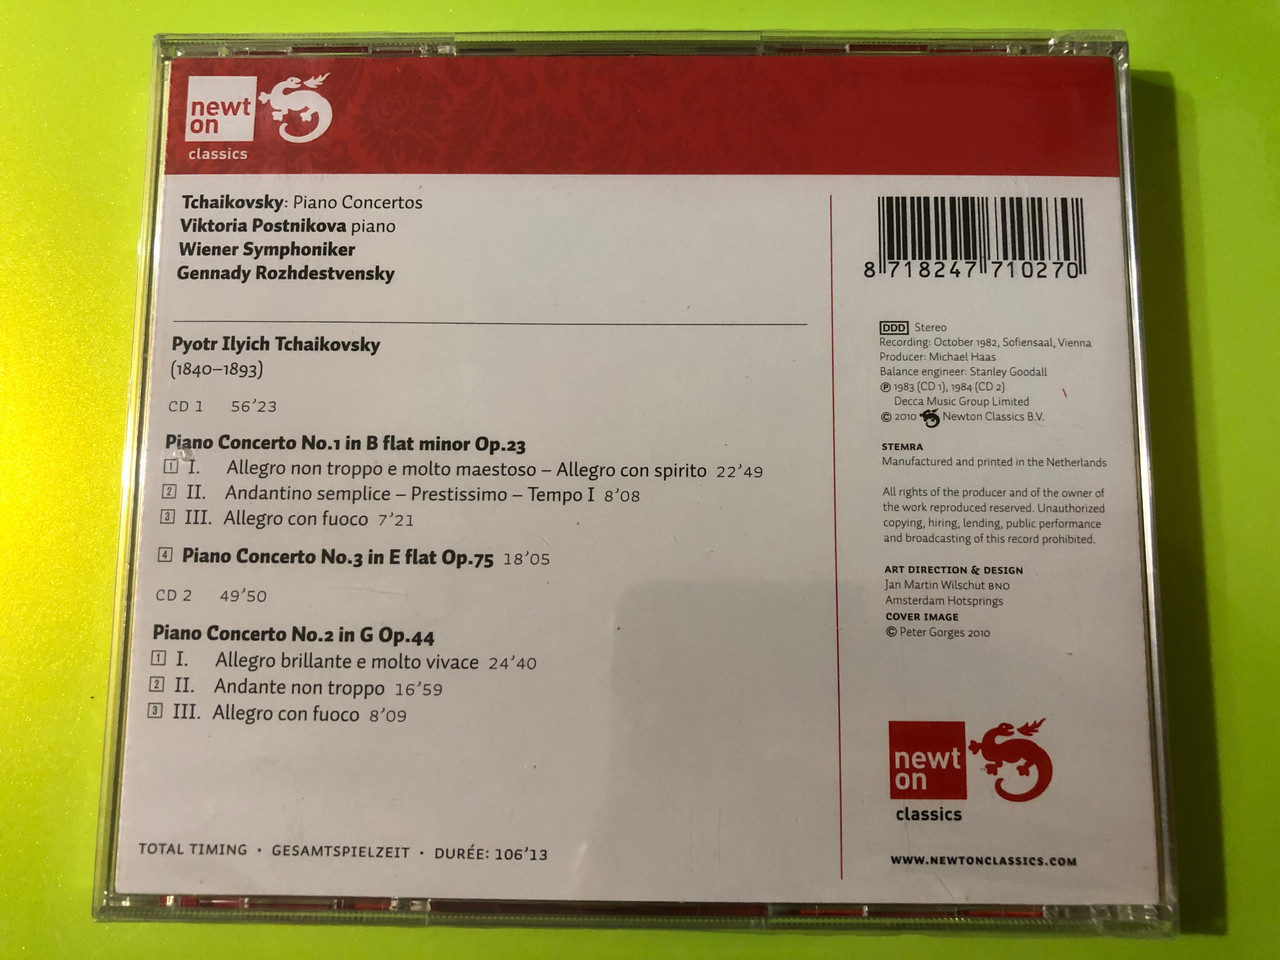 newt
on
classics
Tchaikovsky: Piano Concertos
Viktoria Postnikova piano
Wiener Symphoniker
Gennady Rozhdestvensky
Pyotr Ilyich Tchaikovsky
(1840–1893)
CD 1 56’23
Piano Concerto No.1 in B flat minor Op.23
1 I. Allegro non troppo e molto maestoso – Allegro con spirito 22’49
2 II. Andantino semplice – Prestissimo – Tempo I 8’08
3 III. Allegro con fuoco 7’21
4 Piano Concerto No.3 in E flat Op.75 18’05
CD 2 49’50
Piano Concerto No.2 in G Op.44
1 I. Allegro brillante e molto vivace 24’40
2 II. Andante non troppo 16’59
3 III. Allegro con fuoco 8’09
TOTAL TIMING · GESAMTSPIELZEIT · DURÉE: 106’13
8 718247 710270
DDD Stereo
Recording: October 1982, Sofiensaal, Vienna
Producer: Michael Haas
Balance engineer: Stanley Goodall
℗ 1983 (CD 1), 1984 (CD 2)
Decca Music Group Limited
© 2010 Newton Classics B.V.
STEMRA
Manufactured and printed in the Netherlands
All rights of the producer and of the owner of
the work reproduced reserved. Unauthorized
copying, hiring, lending, public performance
and broadcasting of this record prohibited.
ART DIRECTION & DESIGN
Jan Martin Wilschut BNO
Amsterdam Hotsprings
COVER IMAGE
© Peter Gorges 2010
newt
on
classics
WWW.NEWTONCLASSICS.COM